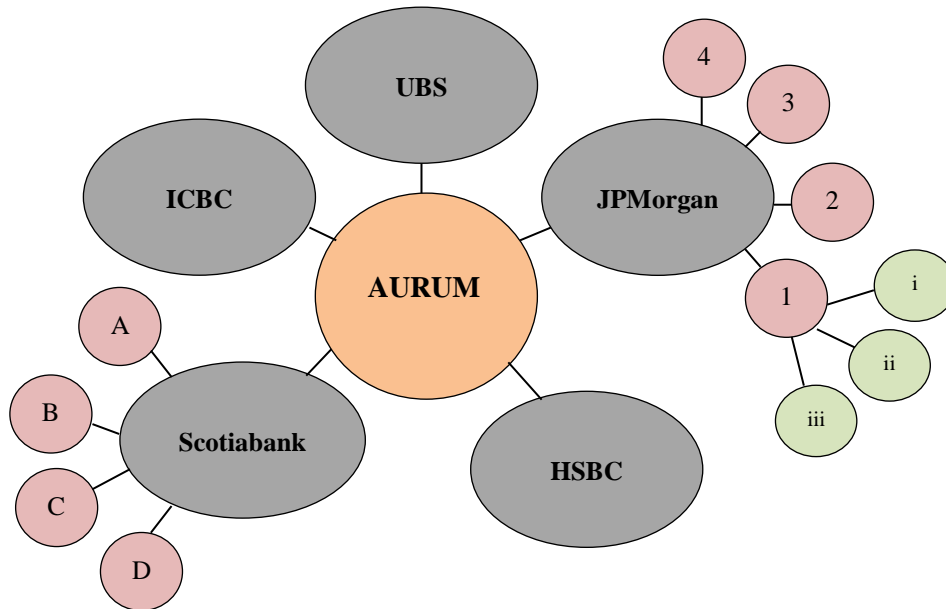 4
UBS
3
ICBC
JPMorgan
2
AURUM
i
1
A
ii
B
iii
Scotiabank
HSBC
C
D